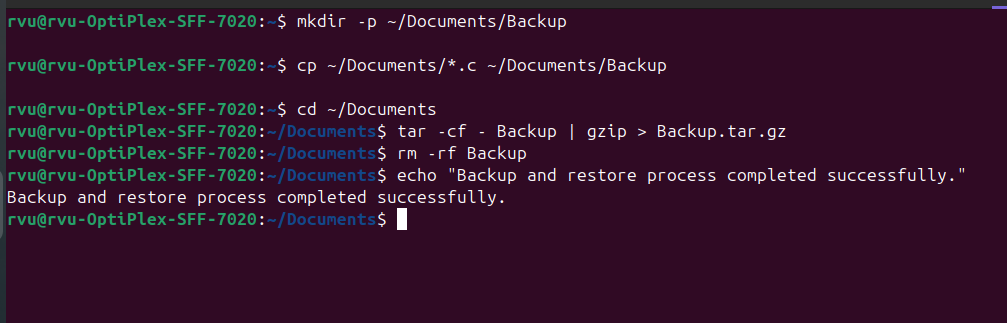 rvu@rvu-OptiPlex-SFF-7020:~$ mkdir -p ~/Documents/Backup
rvu@rvu-OptiPlex-SFF-7020:~$ cp ~/Documents/*.c ~/Documents/Backup
rvu@rvu-OptiPlex-SFF-7020:~$ cd ~/Documents
rvu@rvu-OptiPlex-SFF-7020:~/Documents$ tar -cf - Backup | gzip > Backup.tar.gz
rvu@rvu-OptiPlex-SFF-7020:~/Documents$ rm -rf Backup
rvu@rvu-OptiPlex-SFF-7020:~/Documents$ echo "Backup and restore process completed successfully."
Backup and restore process completed successfully.
rvu@rvu-OptiPlex-SFF-7020:~/Documents$